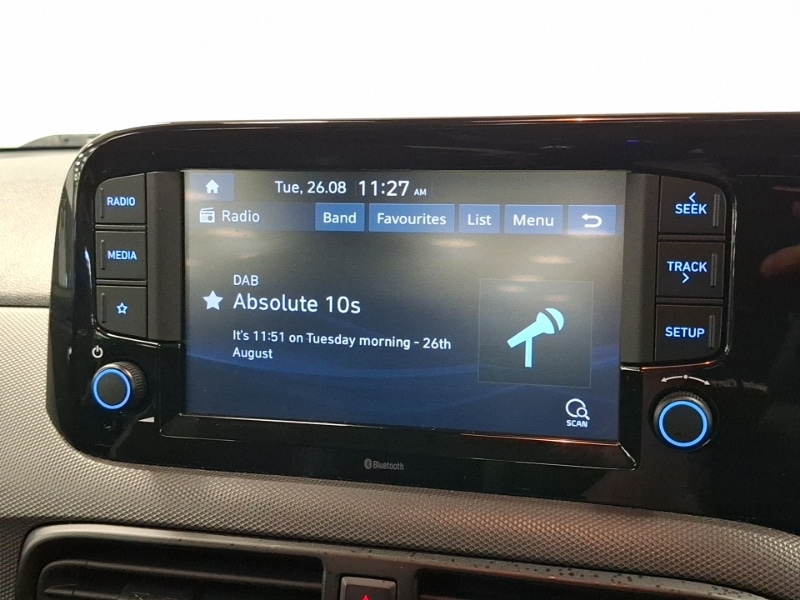 RADIO
MEDIA
Tue, 26.08 11:27 AM
Radio Band Favourites List Menu
DAB
Absolute 10s
It's 11:51 on Tuesday morning - 26th
August
SCAN
SEEK
TRACK
SETUP
Bluetooth